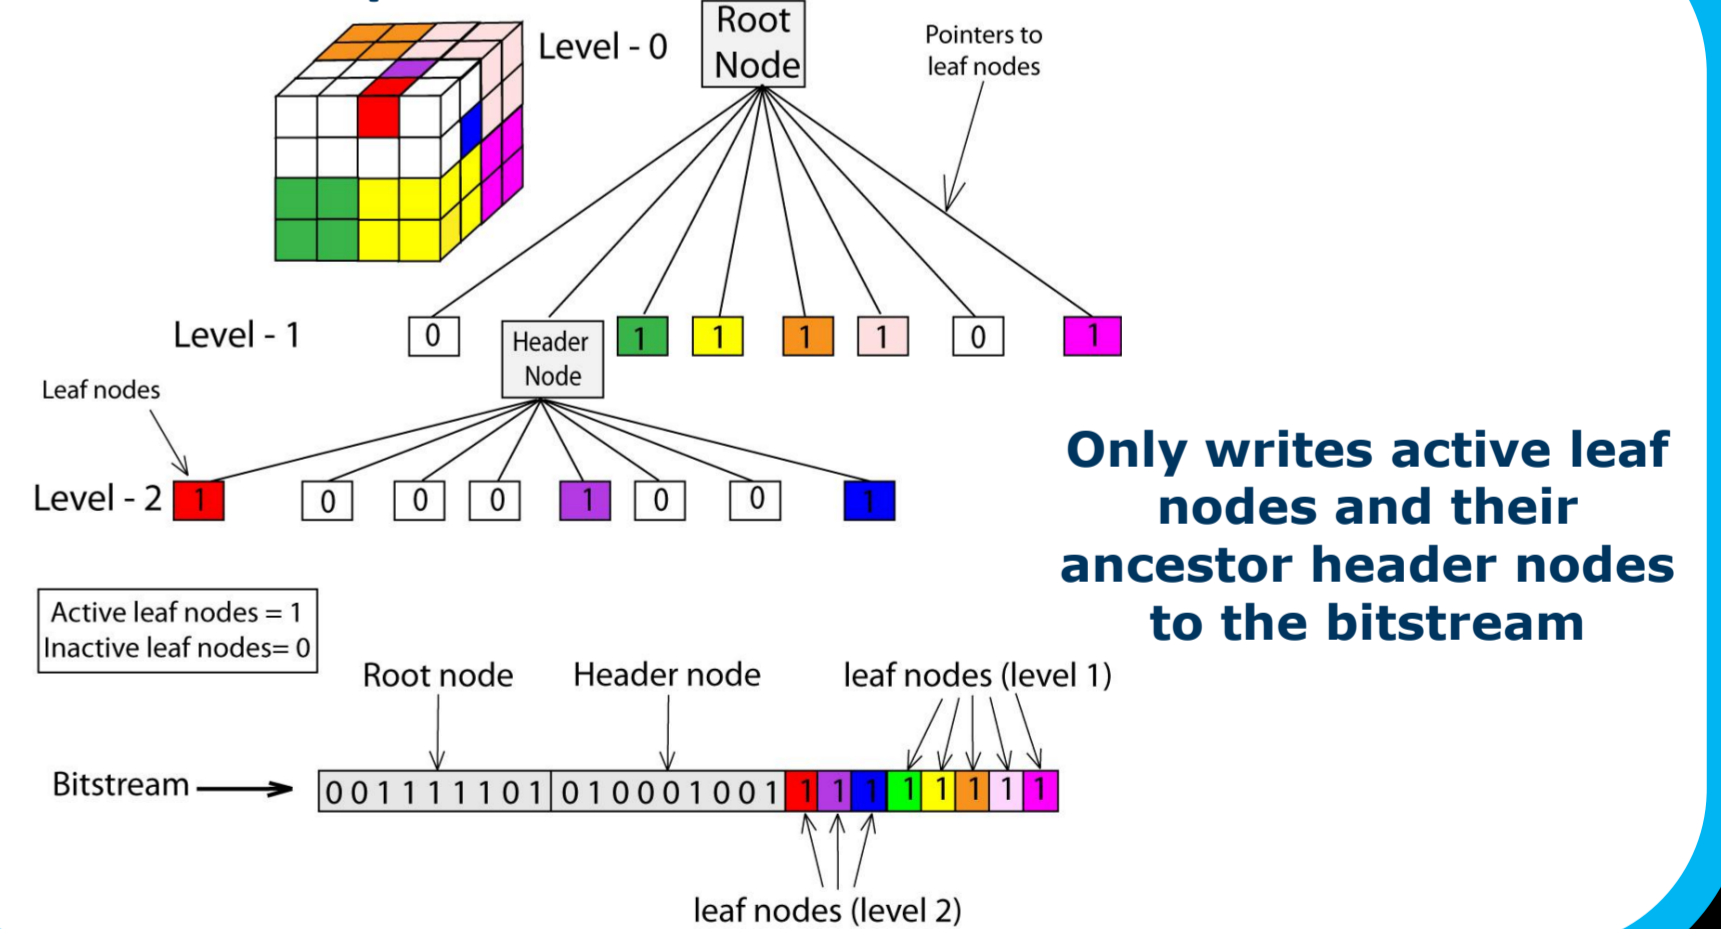 Level - 0
Root
Node
Pointers to
leaf nodes
Level - 1
0
Header
Node
1
1
1
1
0
1
Leaf nodes
Level - 2
1
0
0
0
1
0
0
1
Only writes active leaf
nodes and their
ancestor header nodes
to the bitstream
Active leaf nodes = 1
Inactive leaf nodes= 0
Root node
Header node
leaf nodes (level 1)
Bitstream
0 0 1 1 1 1 1 0 1 0 1 0 0 0 1 0 0 1 1 1 1 1 1 1 1 1
leaf nodes (level 2)